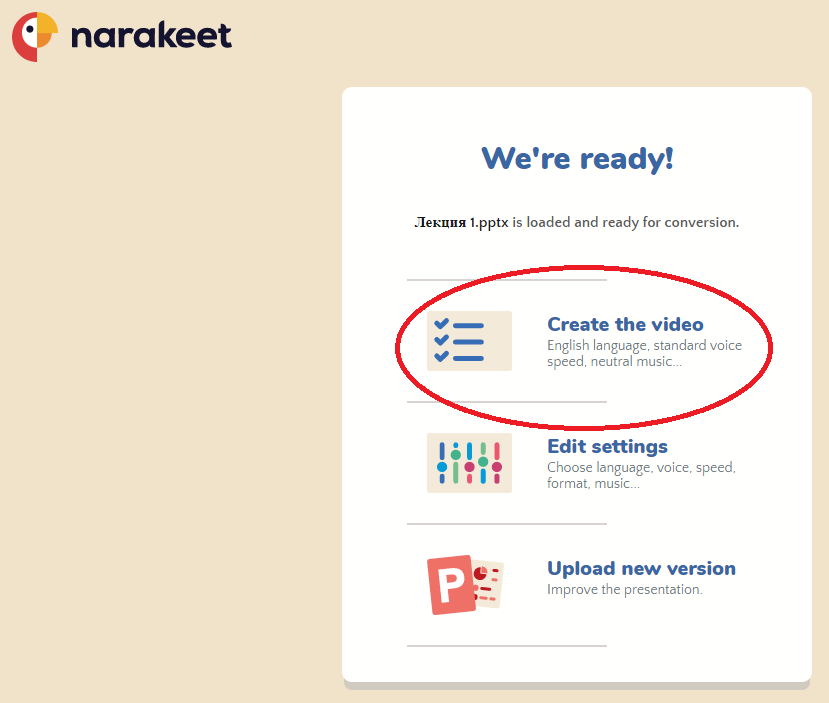 narakeet
We're ready!
Лекция 1.pptx is loaded and ready for conversion.
Create the video
English language, standard voice
speed, neutral music...
Edit settings
Choose language, voice, speed,
format, music...
P
Upload new version
Improve the presentation.